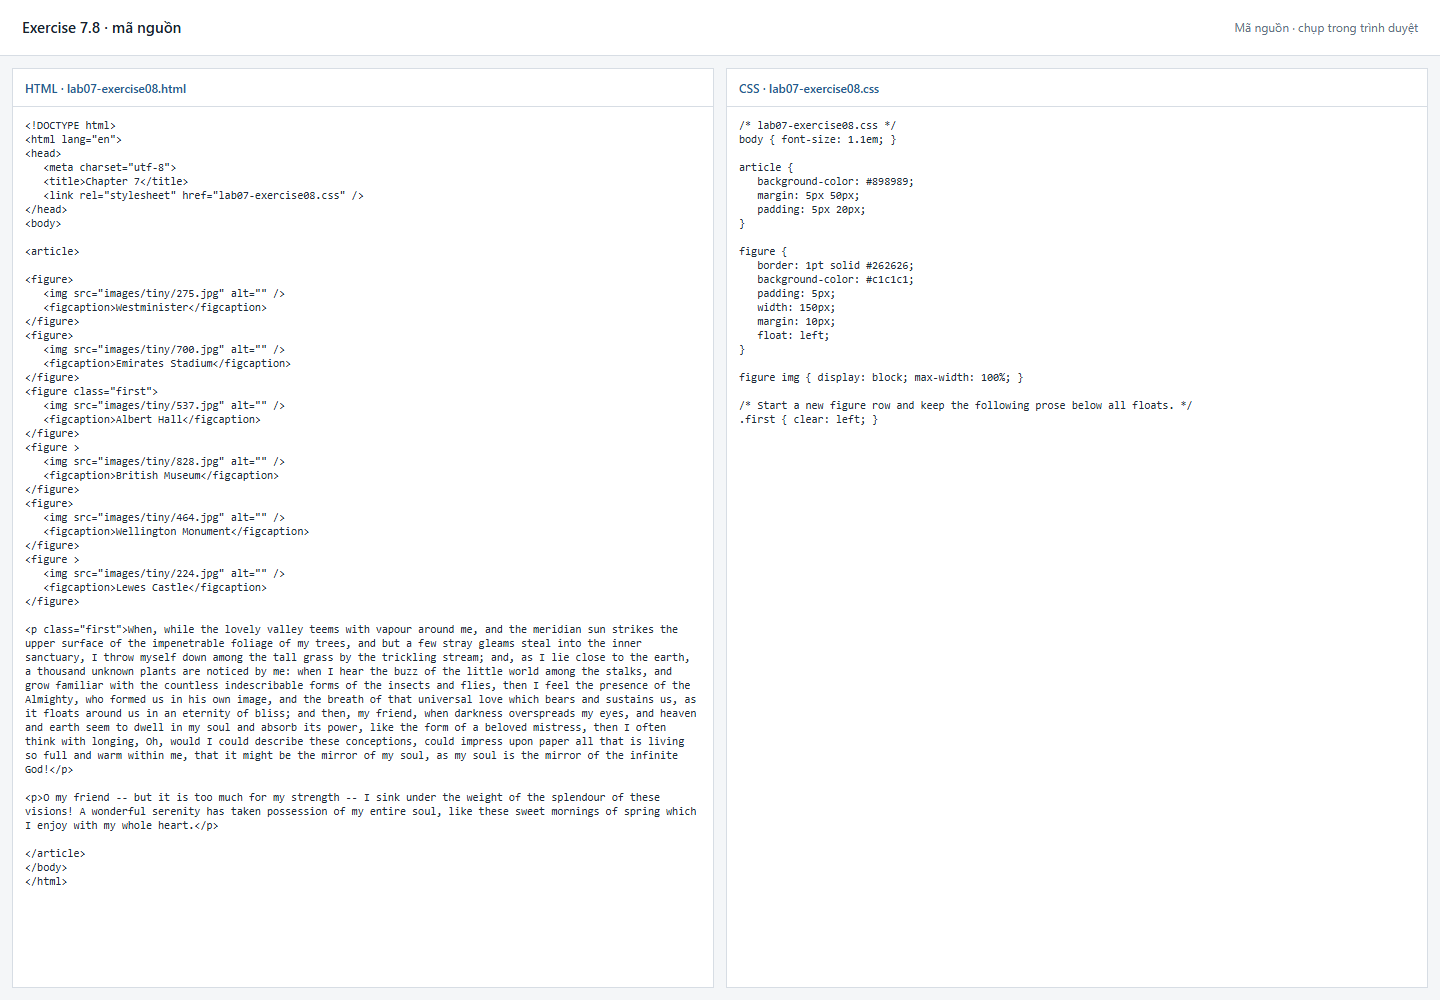 Exercise 7.8 · mã nguồn
Mã nguồn · chụp trong trình duyệt
HTML · lab07-exercise08.html
<!DOCTYPE html>
<html lang="en">
<head>
   <meta charset="utf-8">
   <title>Chapter 7</title>
   <link rel="stylesheet" href="lab07-exercise08.css" />
</head>
<body>

<article>

<figure>
   <img src="images/tiny/275.jpg" alt="" />
   <figcaption>Westminister</figcaption>
</figure>
<figure>
   <img src="images/tiny/700.jpg" alt="" />
   <figcaption>Emirates Stadium</figcaption>
</figure>
<figure class="first">
   <img src="images/tiny/537.jpg" alt="" />
   <figcaption>Albert Hall</figcaption>
</figure>
<figure >
   <img src="images/tiny/828.jpg" alt="" />
   <figcaption>British Museum</figcaption>
</figure>
<figure>
   <img src="images/tiny/464.jpg" alt="" />
   <figcaption>Wellington Monument</figcaption>
</figure>
<figure >
   <img src="images/tiny/224.jpg" alt="" />
   <figcaption>Lewes Castle</figcaption>
</figure>

<p class="first">When, while the lovely valley teems with vapour around me, and the meridian sun strikes the
upper surface of the impenetrable foliage of my trees, and but a few stray gleams steal into the inner
sanctuary, I throw myself down among the tall grass by the trickling stream; and, as I lie close to the earth,
a thousand unknown plants are noticed by me: when I hear the buzz of the little world among the stalks, and
grow familiar with the countless indescribable forms of the insects and flies, then I feel the presence of the
Almighty, who formed us in his own image, and the breath of that universal love which bears and sustains us, as
it floats around us in an eternity of bliss; and then, my friend, when darkness overspreads my eyes, and heaven
and earth seem to dwell in my soul and absorb its power, like the form of a beloved mistress, then I often
think with longing, Oh, would I could describe these conceptions, could impress upon paper all that is living
so full and warm within me, that it might be the mirror of my soul, as my soul is the mirror of the infinite
God!</p>

<p>O my friend -- but it is too much for my strength -- I sink under the weight of the splendour of these
visions! A wonderful serenity has taken possession of my entire soul, like these sweet mornings of spring which
I enjoy with my whole heart.</p>

</article>
</body>
</html>
CSS · lab07-exercise08.css
/* lab07-exercise08.css */
body { font-size: 1.1em; }

article {
   background-color: #898989;
   margin: 5px 50px;
   padding: 5px 20px;
}

figure {
   border: 1pt solid #262626;
   background-color: #c1c1c1;
   padding: 5px;
   width: 150px;
   margin: 10px;
   float: left;
}

figure img { display: block; max-width: 100%; }

/* Start a new figure row and keep the following prose below all floats. */
.first { clear: left; }